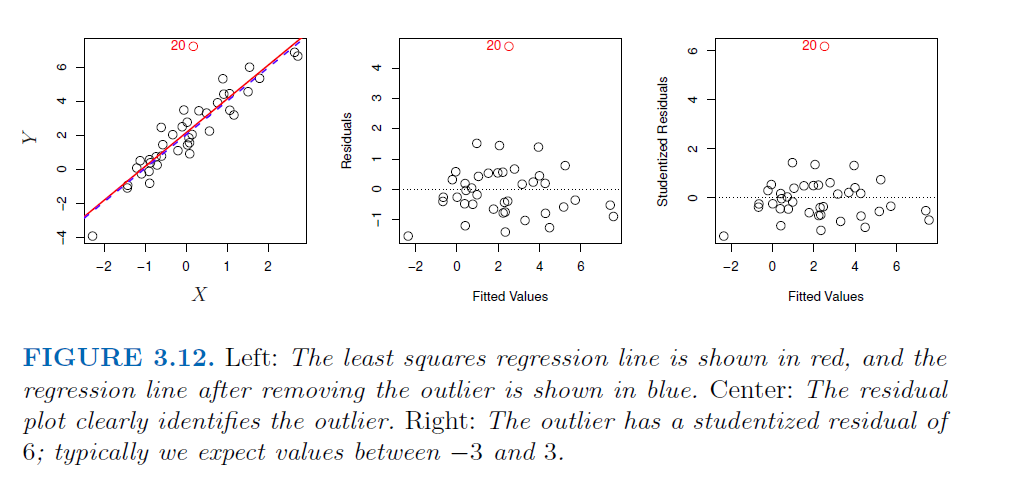 20
Y
6
4
2
0
−2
−4
−2 −1 0 1 2
X
20
Residuals
4
3
2
1
0
−1
−2 0 2 4 6
Fitted Values
20
Studentized Residuals
6
4
2
0
−2 0 2 4 6
Fitted Values
FIGURE 3.12. Left: The least squares regression line is shown in red, and the
regression line after removing the outlier is shown in blue. Center: The residual
plot clearly identifies the outlier. Right: The outlier has a studentized residual of
6; typically we expect values between −3 and 3.